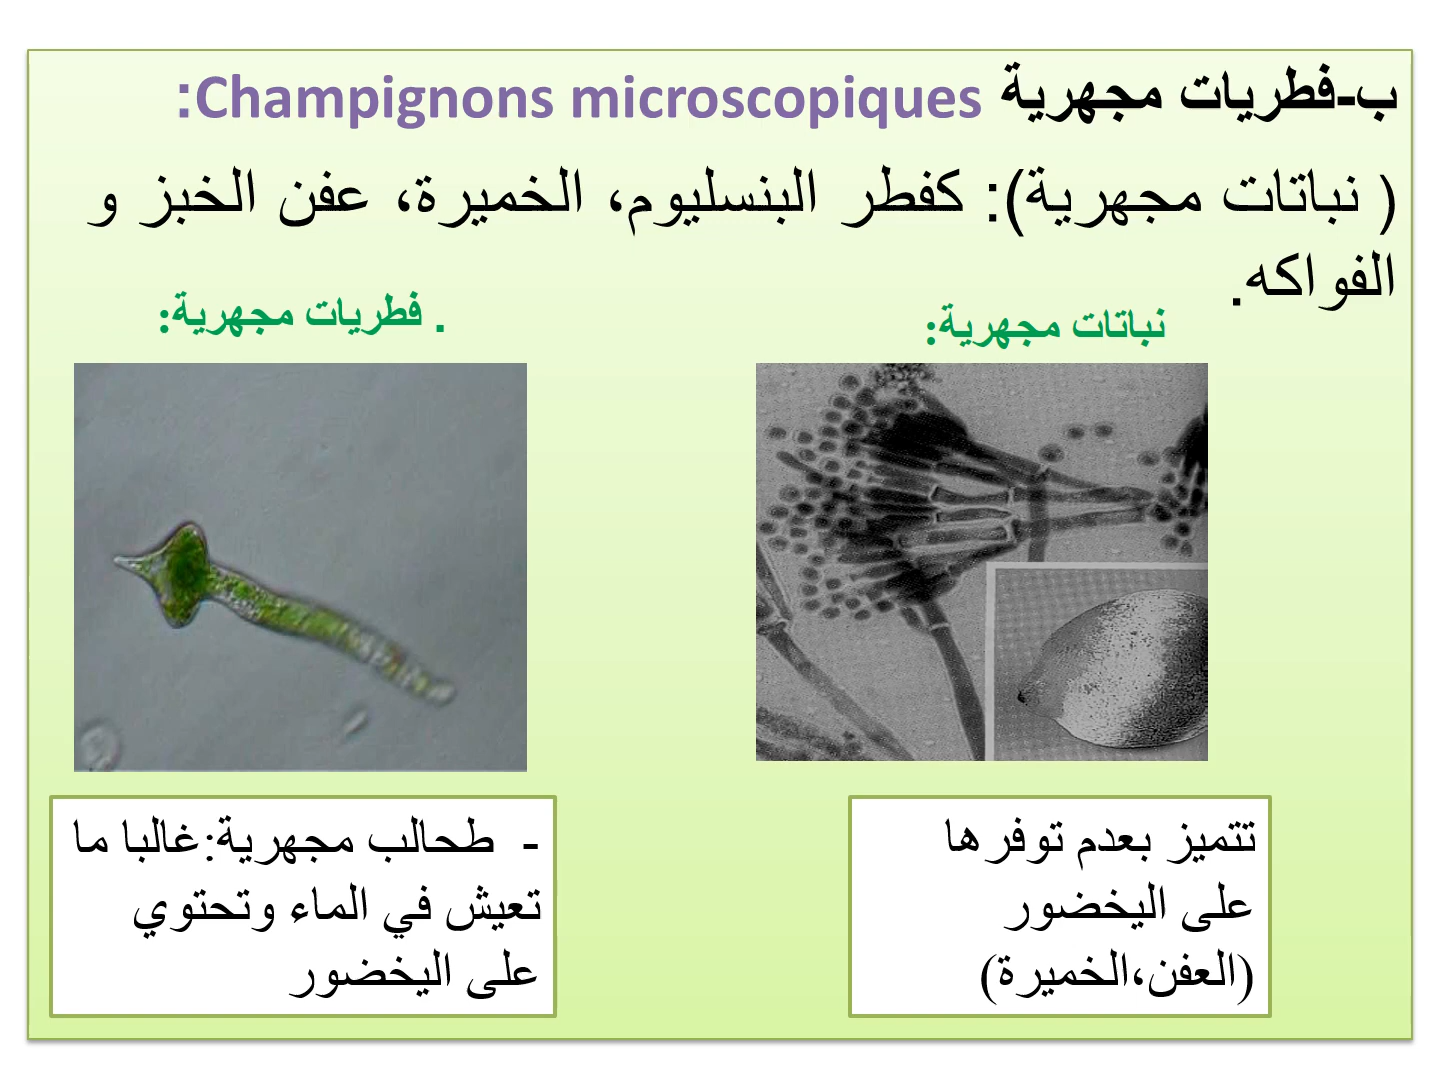 ب-فطريات مجهرية Champignons microscopiques:
( نباتات مجهرية): كفطر البنسليوم، الخميرة، عفن الخبز و
الفواكه.
نباتات مجهرية:
. فطريات مجهرية:
تتميز بعدم توفرها
على اليخضور
(العفن،الخميرة)
- طحالب مجهرية:غالبا ما
تعيش في الماء وتحتوي
على اليخضور